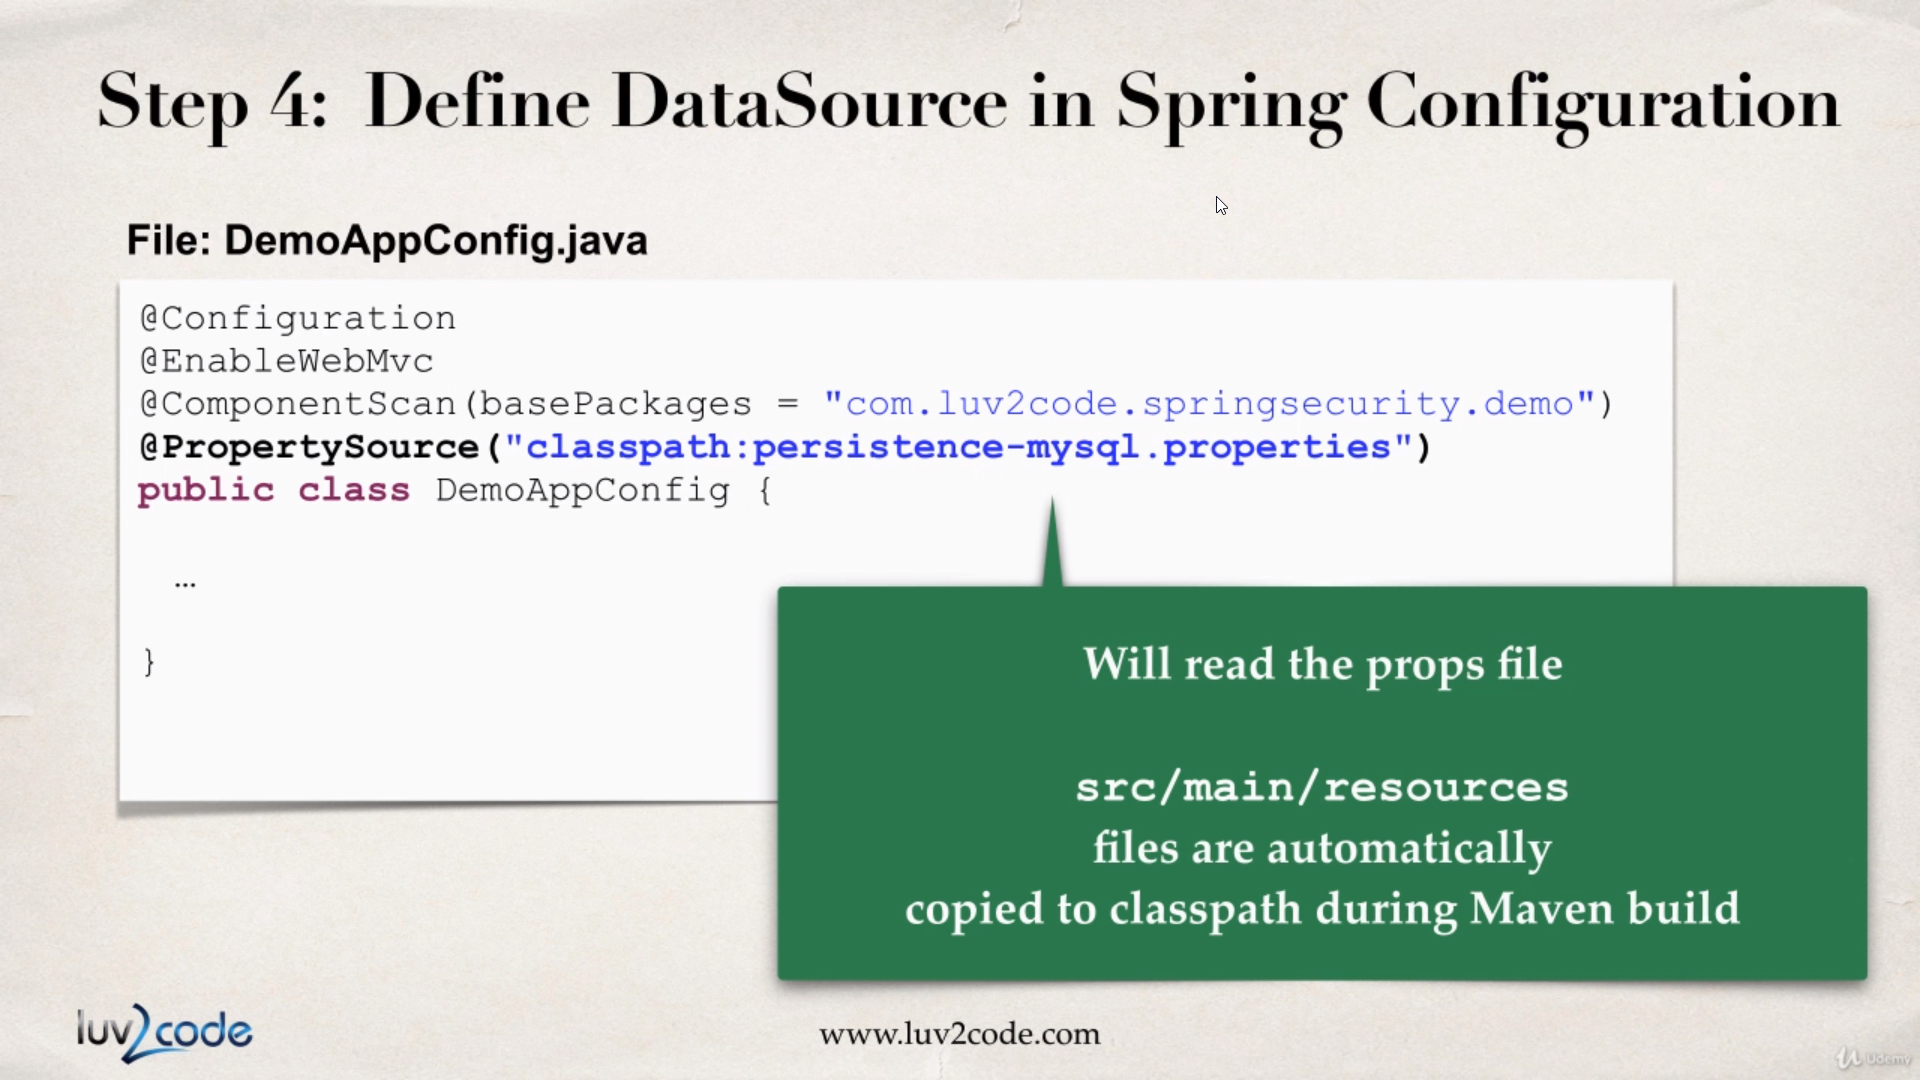 Step 4: Define DataSource in Spring Configuration
File: DemoAppConfig.java
@Configuration
@EnableWebMvc
@ComponentScan(basePackages = "com.luv2code.springsecurity.demo")
@PropertySource("classpath:persistence-mysql.properties")
public class DemoAppConfig {
...
}
Will read the props file
src/main/resources
files are automatically
copied to classpath during Maven build
luv2code
www.luv2code.com
Udemy